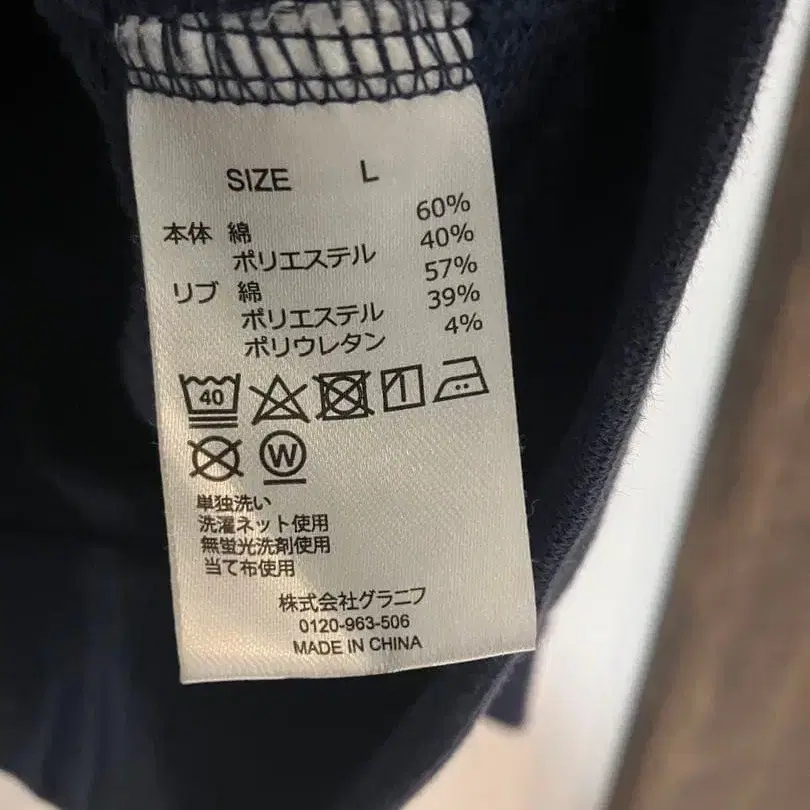 SIZE L
本体 綿 60%
ポリエステル 40%
リブ 綿 57%
ポリエステル 39%
ポリウレタン 4%
40
W
単独洗い
洗濯ネット使用
無蛍光洗剤使用
当て布使用
株式会社グラニフ
0120-963-506
MADE IN CHINA